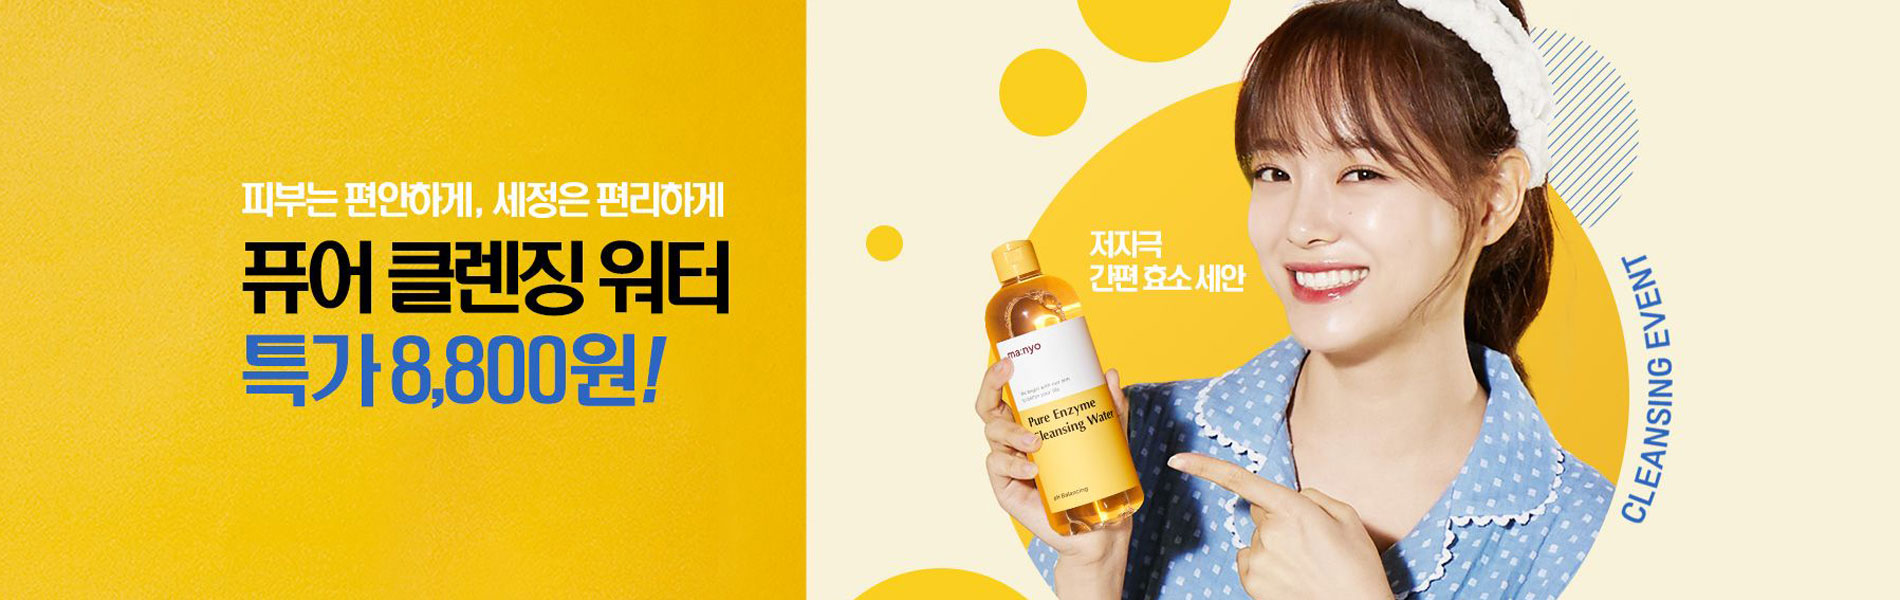 피부는 편안하게, 세정은 편리하게
퓨어 클렌징 워터
특가 8,800원!
저자극
간편 효소 세안
ma:nyo
Pure Enzyme
Cleansing Water
pH Balancing
CLEANSING EVENT